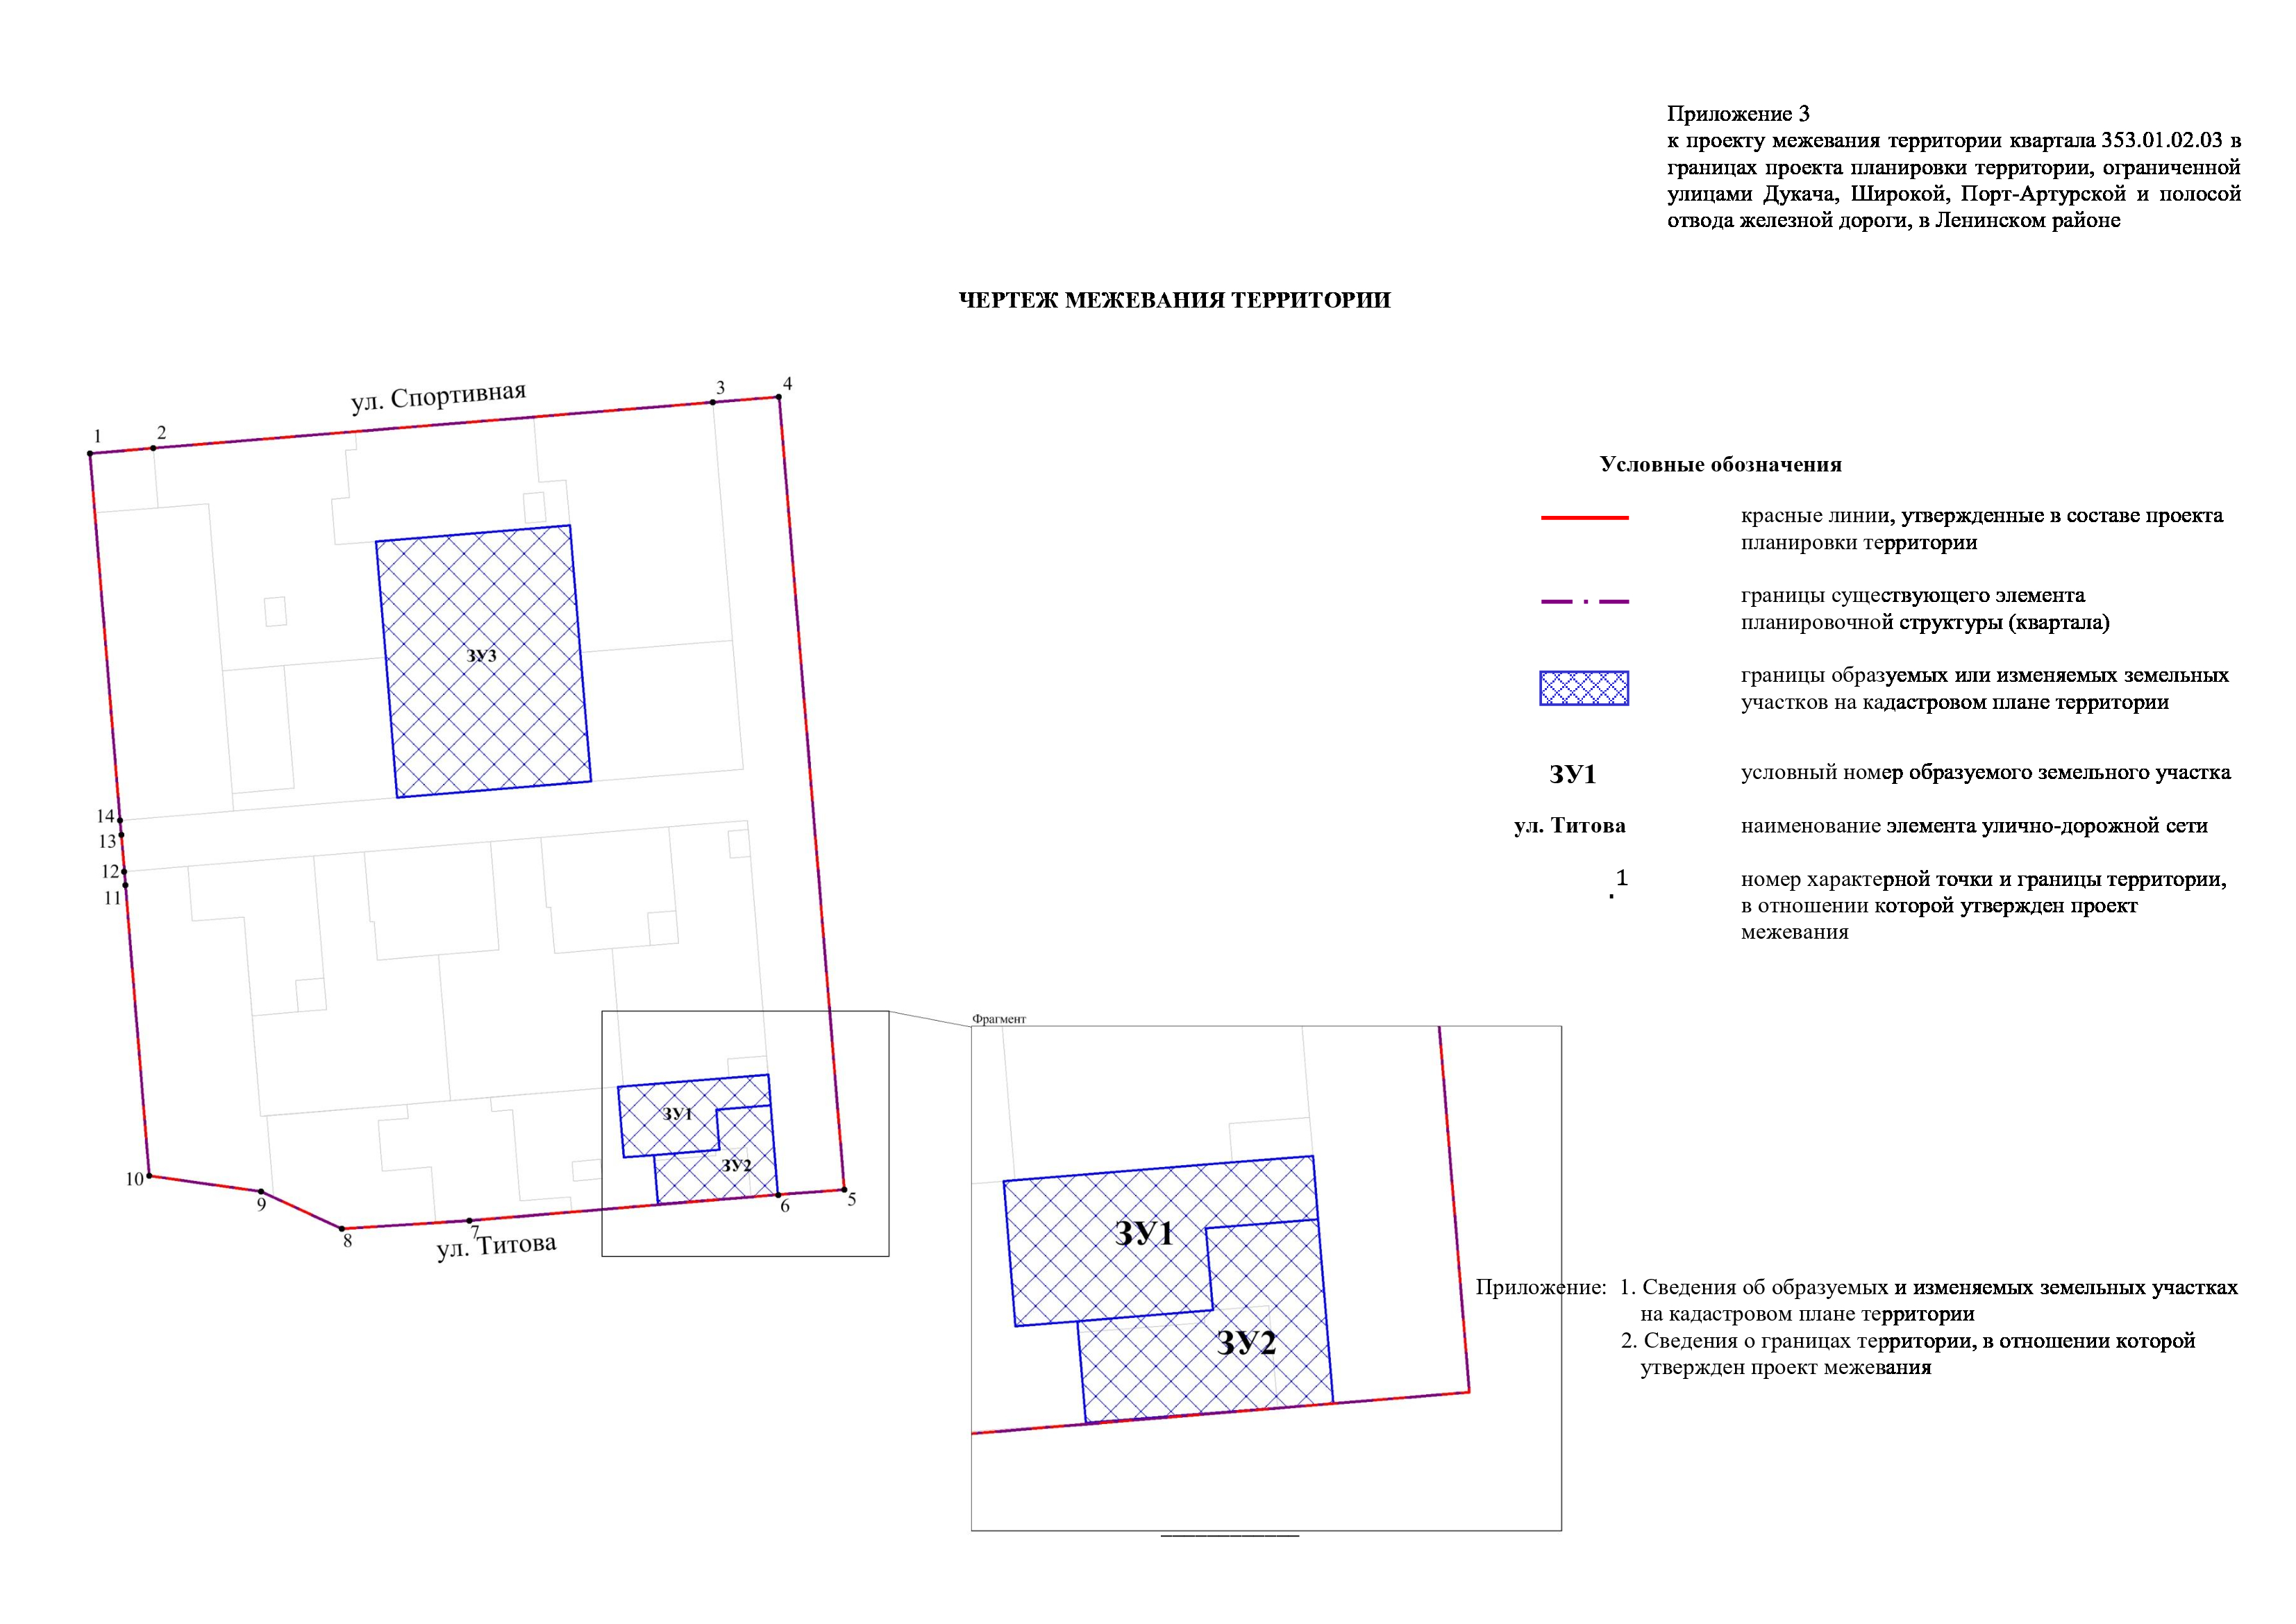 Приложение 3
к проекту межевания территории квартала 353.01.02.03 в
границах проекта планировки территории, ограниченной
улицами Дукача, Широкой, Порт-Артурской и полосой
отвода железной дороги, в Ленинском районе
ЧЕРТЕЖ МЕЖЕВАНИЯ ТЕРРИТОРИИ
ул. Спортивная
1
2
3
4
ЗУ3
14
13
12
11
ЗУ1
ЗУ2
10
9
8
7
6
5
ул. Титова
Фрагмент
ЗУ1
ЗУ2
Условные обозначения
красные линии, утвержденные в составе проекта
планировки территории
границы существующего элемента
планировочной структуры (квартала)
границы образуемых или изменяемых земельных
участков на кадастровом плане территории
ЗУ1 условный номер образуемого земельного участка
ул. Титова наименование элемента улично-дорожной сети
1 номер характерной точки и границы территории,
в отношении которой утвержден проект
межевания
Приложение: 1. Сведения об образуемых и изменяемых земельных участках
на кадастровом плане территории
2. Сведения о границах территории, в отношении которой
утвержден проект межевания